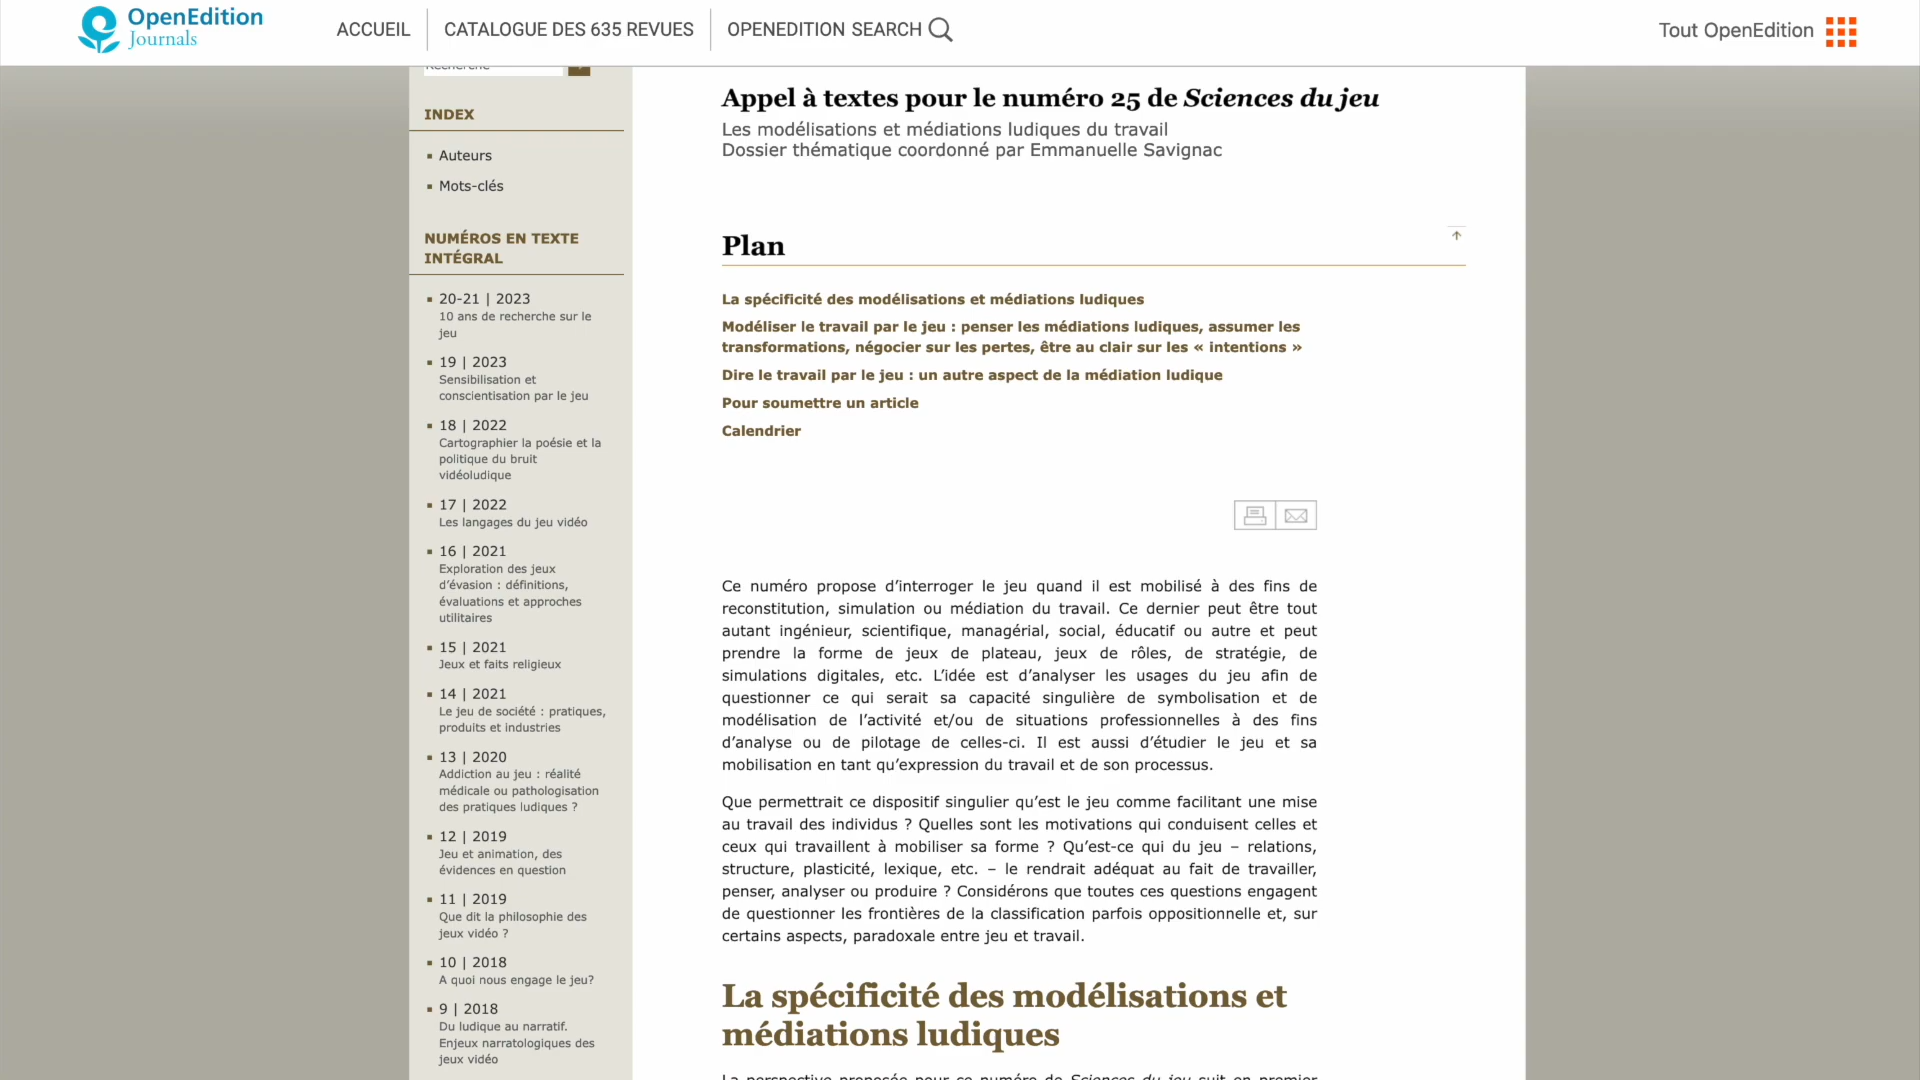 OpenEdition
Journals
ACCUEIL
CATALOGUE DES 635 REVUES
OPENEDITION SEARCH
Tout OpenEdition
Recherche
INDEX
Auteurs
Mots-clés
NUMÉROS EN TEXTE
INTÉGRAL
20-21 | 2023
10 ans de recherche sur le
jeu
19 | 2023
Sensibilisation et
conscientisation par le jeu
18 | 2022
Cartographier la poésie et la
politique du bruit
vidéoludique
17 | 2022
Les langages du jeu vidéo
16 | 2021
Exploration des jeux
d’évasion : définitions,
évaluations et approches
utilitaires
15 | 2021
Jeux et faits religieux
14 | 2021
Le jeu de société : pratiques,
produits et industries
13 | 2020
Addiction au jeu : réalité
médicale ou pathologisation
des pratiques ludiques ?
12 | 2019
Jeu et animation, des
évidences en question
11 | 2019
Que dit la philosophie des
jeux vidéo ?
10 | 2018
A quoi nous engage le jeu?
9 | 2018
Du ludique au narratif.
Enjeux narratologiques des
jeux vidéo
Appel à textes pour le numéro 25 de Sciences du jeu
Les modélisations et médiations ludiques du travail
Dossier thématique coordonné par Emmanuelle Savignac
Plan
La spécificité des modélisations et médiations ludiques
Modéliser le travail par le jeu : penser les médiations ludiques, assumer les
transformations, négocier sur les pertes, être au clair sur les « intentions »
Dire le travail par le jeu : un autre aspect de la médiation ludique
Pour soumettre un article
Calendrier
Ce numéro propose d’interroger le jeu quand il est mobilisé à des fins de
reconstitution, simulation ou médiation du travail. Ce dernier peut être tout
autant ingénieur, scientifique, managérial, social, éducatif ou autre et peut
prendre la forme de jeux de plateau, jeux de rôles, de stratégie, de
simulations digitales, etc. L’idée est d’analyser les usages du jeu afin de
questionner ce qui serait sa capacité singulière de symbolisation et de
modélisation de l’activité et/ou de situations professionnelles à des fins
d’analyse ou de pilotage de celles-ci. Il est aussi d’étudier le jeu et sa
mobilisation en tant qu’expression du travail et de son processus.
Que permettrait ce dispositif singulier qu’est le jeu comme facilitant une mise
au travail des individus ? Quelles sont les motivations qui conduisent celles et
ceux qui travaillent à mobiliser sa forme ? Qu’est-ce qui du jeu – relations,
structure, plasticité, lexique, etc. – le rendrait adéquat au fait de travailler,
penser, analyser ou produire ? Considérons que toutes ces questions engagent
de questionner les frontières de la classification parfois oppositionnelle et, sur
certains aspects, paradoxale entre jeu et travail.
La spécificité des modélisations et
médiations ludiques
La perspective proposée pour ce numéro de Sciences du jeu suit en premier